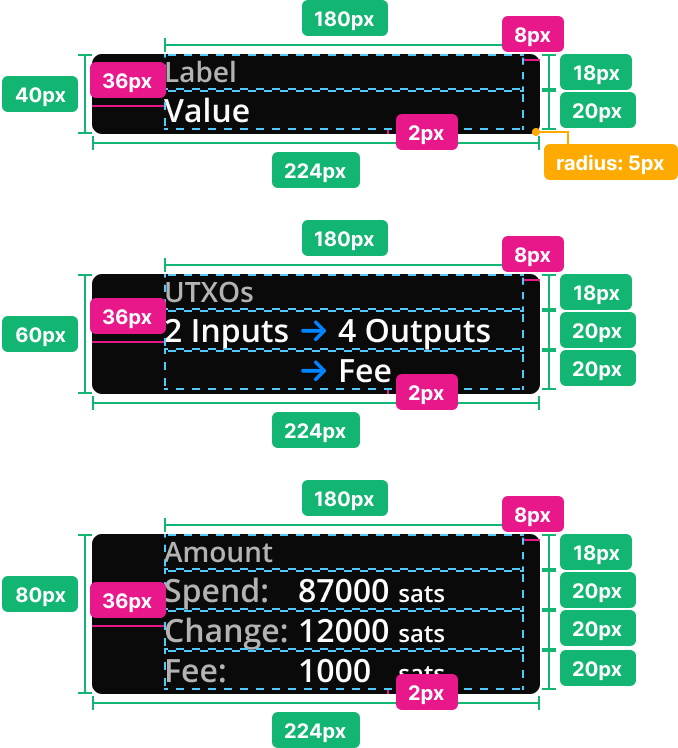 180px
8px
36px
Label
18px
40px
Value
20px
2px
radius: 5px
224px
180px
8px
UTXOs
18px
36px
2 Inputs → 4 Outputs
20px
60px
→ Fee
20px
2px
224px
180px
8px
Amount
18px
80px
36px
Spend: 87000 sats
20px
Change: 12000 sats
20px
Fee: 1000 sats
20px
2px
224px